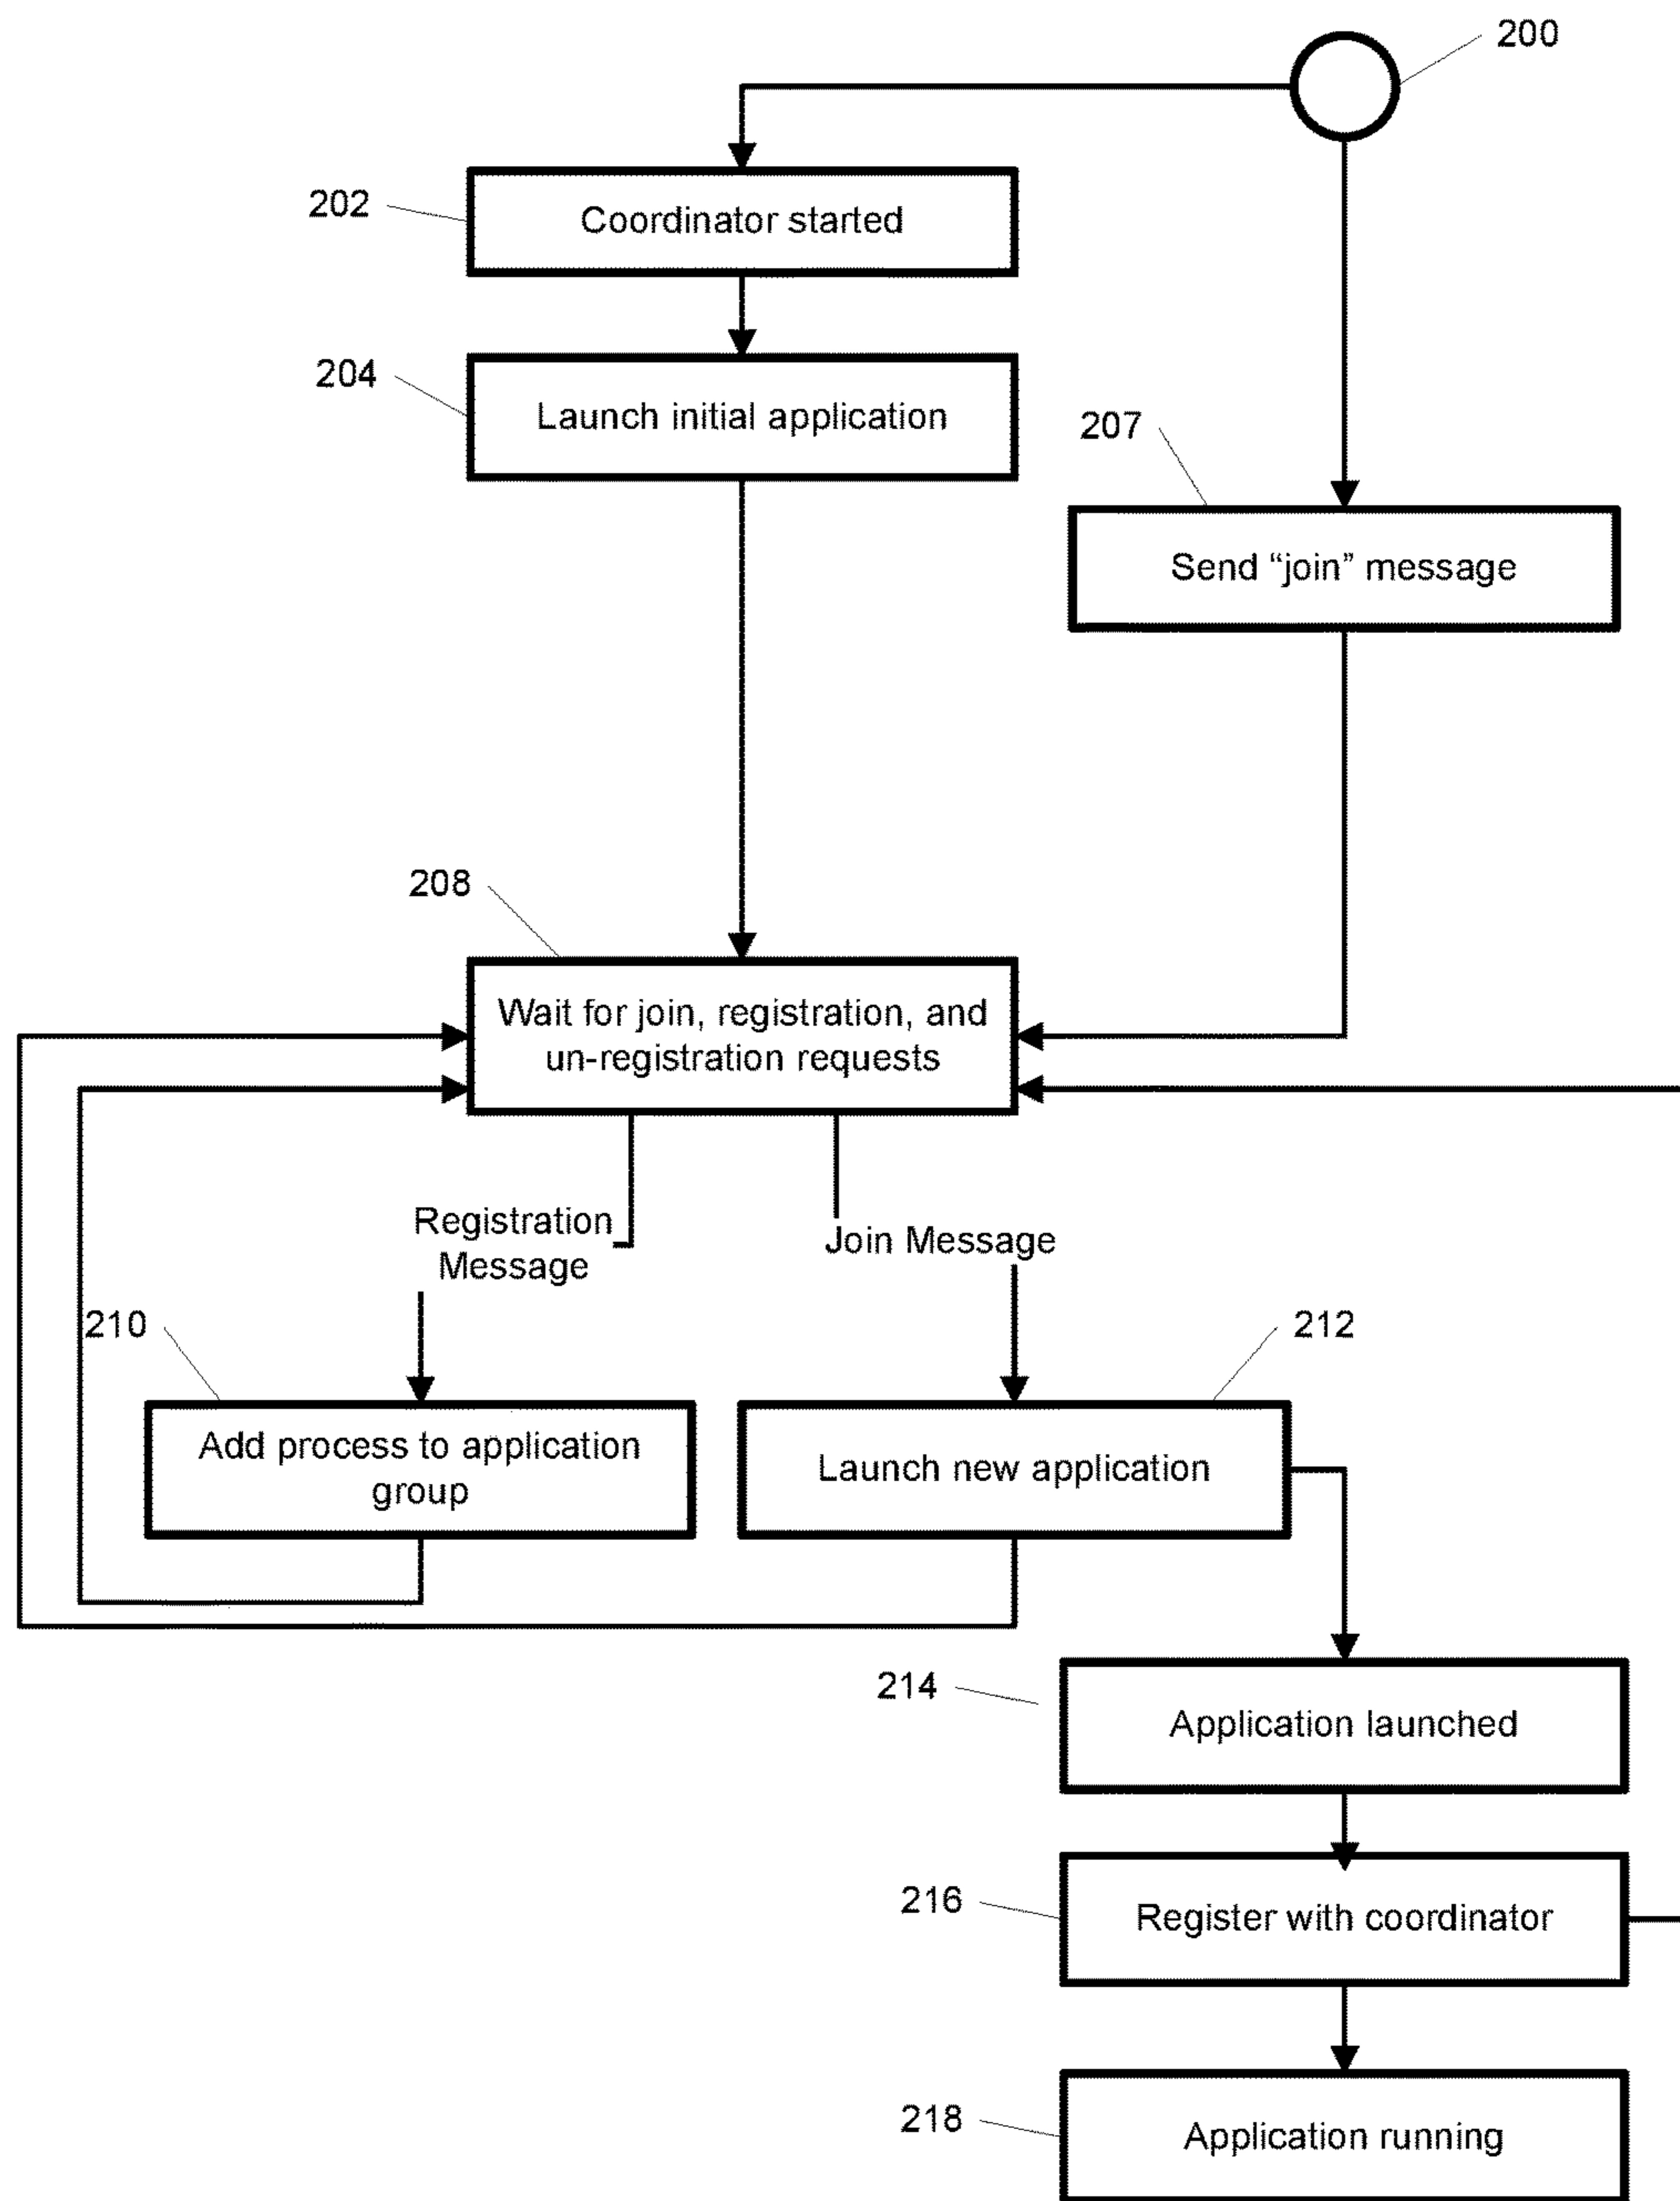 200
202
Coordinator started
204
Launch initial application
207
Send “join” message
208
Wait for join, registration, and
un-registration requests
Registration
Message
Join Message
210
212
Add process to application
group
Launch new application
214
Application launched
216
Register with coordinator
218
Application running